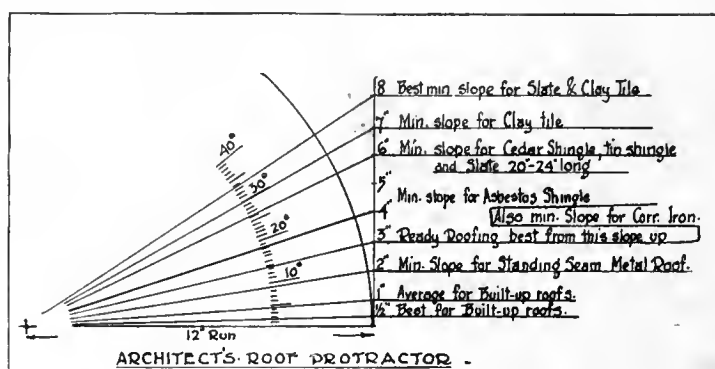 8 Best min slope for Slate & Clay Tile
7" Min. slope for Clay tile
6" Min. slope for Cedar Shingle, tin shingle
and Slate 20"-24" long
5"
Min. slope for Asbestos Shingle
4"
Also min. Slope for Corr. Iron.
3" Ready Roofing best from this slope up
2" Min. Slope for Standing Seam Metal Roof.
1" Average for Built-up roofs.
½" Best for Built-up roofs.
40°
30°
20°
10°
12" Run
ARCHITECT'S ROOF PROTRACTOR -